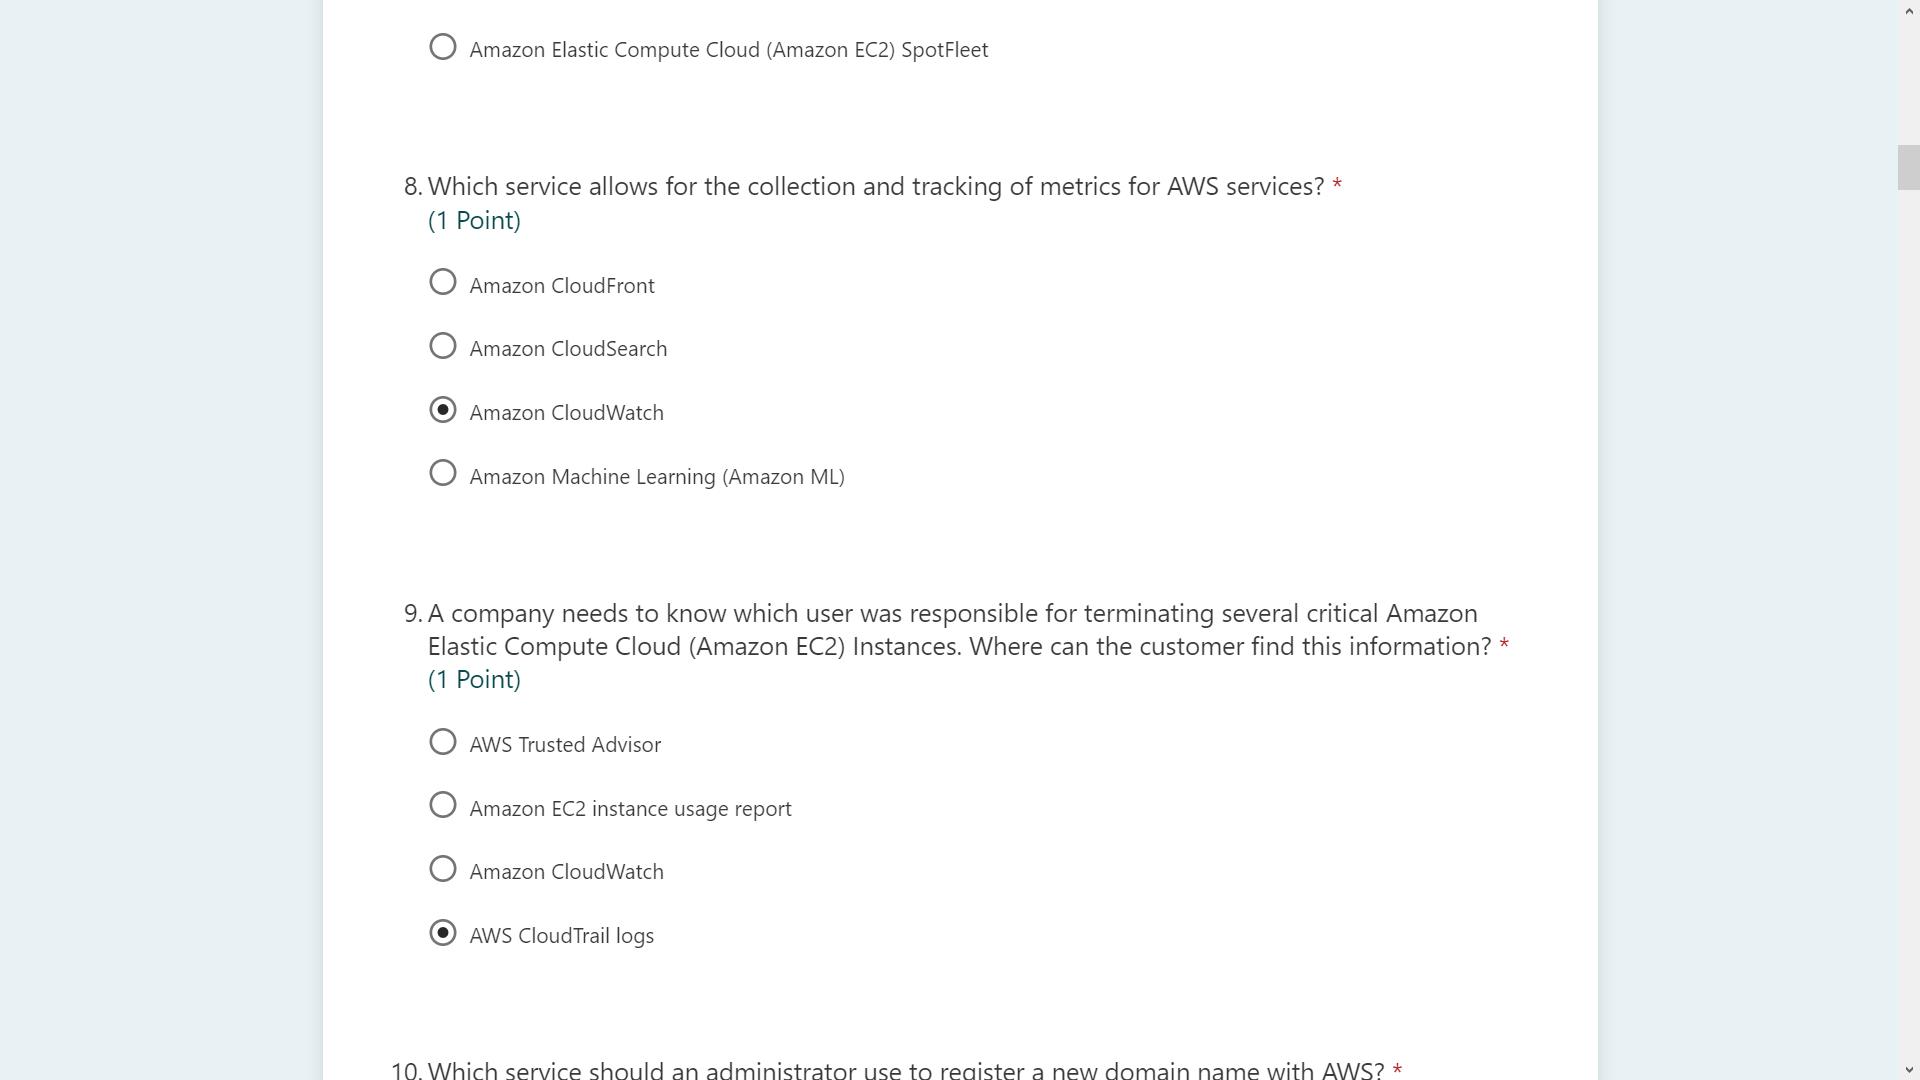 Amazon Elastic Compute Cloud (Amazon EC2) SpotFleet
8. Which service allows for the collection and tracking of metrics for AWS services? *
(1 Point)
Amazon CloudFront
Amazon CloudSearch
Amazon CloudWatch
Amazon Machine Learning (Amazon ML)
9. A company needs to know which user was responsible for terminating several critical Amazon
Elastic Compute Cloud (Amazon EC2) Instances. Where can the customer find this information? *
(1 Point)
AWS Trusted Advisor
Amazon EC2 instance usage report
Amazon CloudWatch
AWS CloudTrail logs
10. Which service should an administrator use to register a new domain name with AWS? *